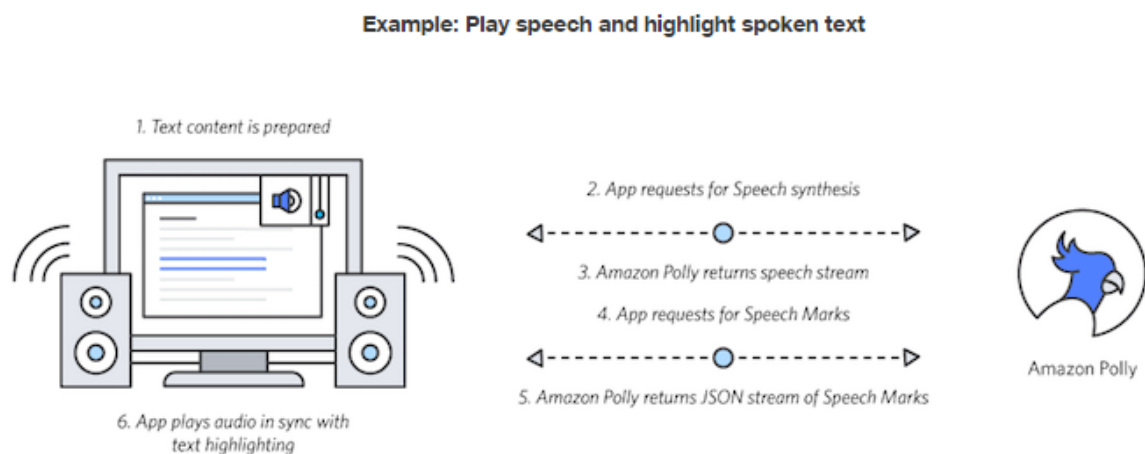 Example: Play speech and highlight spoken text
1. Text content is prepared
2. App requests for Speech synthesis
3. Amazon Polly returns speech stream
4. App requests for Speech Marks
5. Amazon Polly returns JSON stream of Speech Marks
Amazon Polly
6. App plays audio in sync with
text highlighting